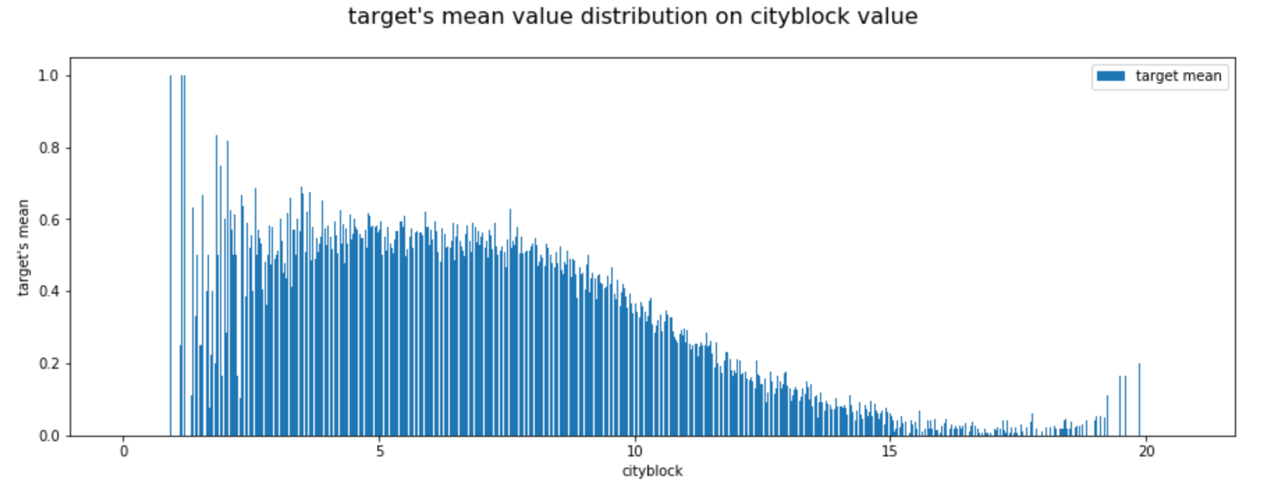 target's mean value distribution on cityblock value
target mean
1.0
0.8
0.6
0.4
0.2
0.0
target's mean
0 5 10 15 20
cityblock